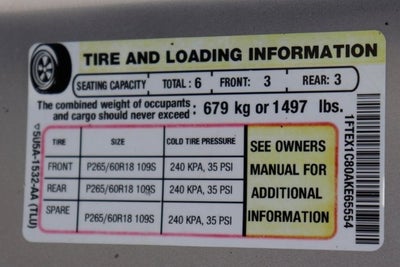 TIRE AND LOADING INFORMATION
SEATING CAPACITY TOTAL : 6 FRONT: 3 REAR: 3
The combined weight of occupants and cargo should never exceed : 679 kg or 1497 lbs.
TIRE SIZE COLD TIRE PRESSURE
FRONT P265/60R18 109S 240 KPA, 35 PSI
REAR P265/60R18 109S 240 KPA, 35 PSI
SPARE P265/60R18 109S 240 KPA, 35 PSI
SEE OWNERS
MANUAL FOR
ADDITIONAL
INFORMATION
5U5A-1532-AA (TLU)
1FTEX1C80AKE65554